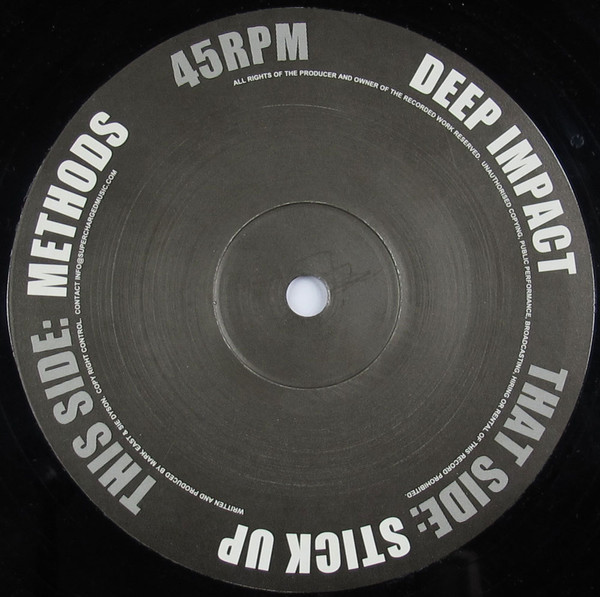 45RPM
DEEP IMPACT
THAT SIDE: STICK UP
THIS SIDE: METHODS
ALL RIGHTS OF THE PRODUCER AND OWNER OF THE RECORDED WORK RESERVED. UNAUTHORISED COPYING, PUBLIC PERFORMANCE, BROADCASTING, HIRING OR RENTAL OF THIS RECORD PROHIBITED.
WRITTEN AND PRODUCED BY MARK EAST & SIE DYSON. COPY RIGHT CONTROL. CONTACT INFO@SUPERCHARGEDMUSIC.COM